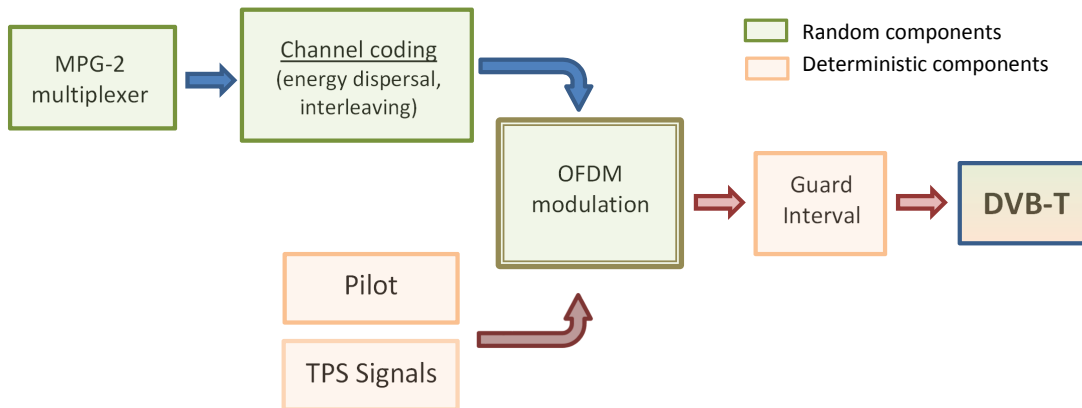 MPG-2
multiplexer
Channel coding
(energy dispersal,
interleaving)
Random components
Deterministic components
OFDM
modulation
Guard
Interval
DVB-T
Pilot
TPS Signals